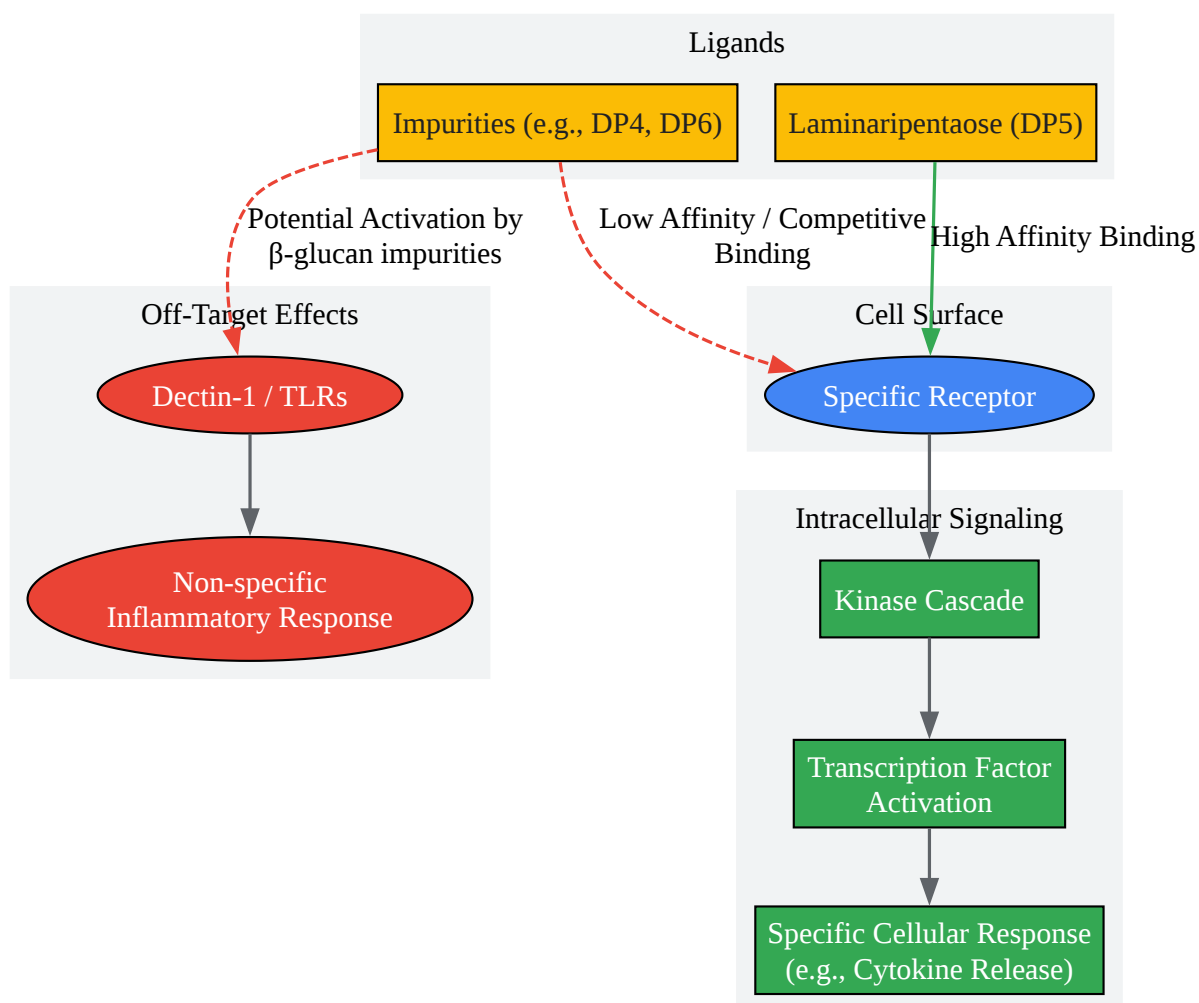 Ligands
Impurities (e.g., DP4, DP6)
Laminaripentaose (DP5)
Potential Activation by
β-glucan impurities
Low Affinity / Competitive
Binding
High Affinity Binding
Off-Target Effects
Cell Surface
Dectin-1 / TLRs
Specific Receptor
Intracellular Signaling
Non-specific
Inflammatory Response
Kinase Cascade
Transcription Factor
Activation
Specific Cellular Response
(e.g., Cytokine Release)